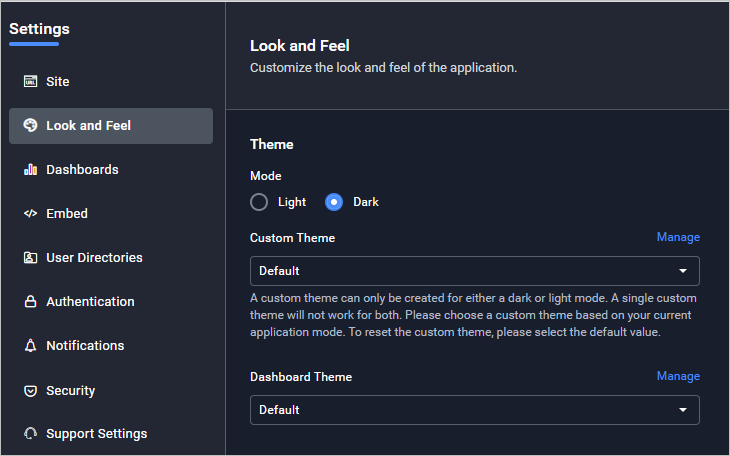 Settings
Site
Look and Feel
Dashboards
Embed
User Directories
Authentication
Notifications
Security
Support Settings
Look and Feel
Customize the look and feel of the application.
Theme
Mode
Light
Dark
Custom Theme
Manage
Default
A custom theme can only be created for either a dark or light mode. A single custom
theme will not work for both. Please choose a custom theme based on your current
application mode. To reset the custom theme, please select the default value.
Dashboard Theme
Manage
Default